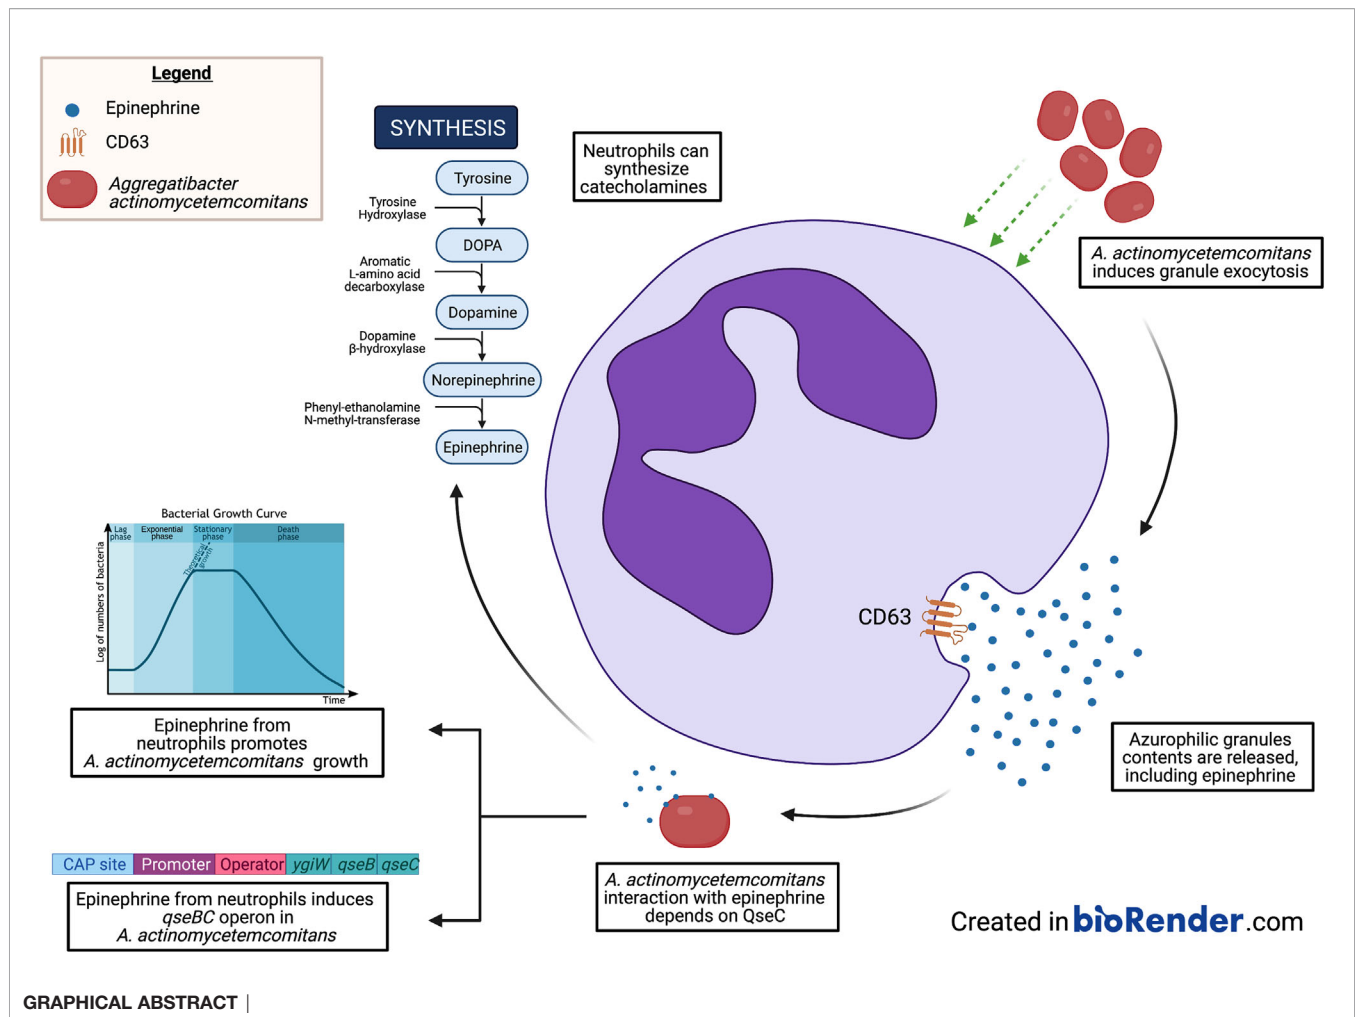 Legend
Epinephrine
CD63
Aggregatibacter
actinomycetemcomitans
SYNTHESIS
Tyrosine
Tyrosine
Hydroxylase
DOPA
Aromatic
L-amino acid
decarboxylase
Dopamine
Dopamine
β-hydroxylase
Norepinephrine
Phenyl-ethanolamine
N-methyl-transferase
Epinephrine
Neutrophils can
synthesize
catecholamines
A. actinomycetemcomitans
induces granule exocytosis
CD63
Azurophilic granules
contents are released,
including epinephrine
A. actinomycetemcomitans
interaction with epinephrine
depends on QseC
Bacterial Growth Curve
Lag
phase
Exponential
phase
Stationary
phase
Death
phase
Theoretical
growth
Log of numbers of bacteria
Time
Epinephrine from
neutrophils promotes
A. actinomycetemcomitans growth
CAP site Promoter Operator ygiW qseB qseC
Epinephrine from neutrophils induces
qseBC operon in
A. actinomycetemcomitans
Created in bioRender.com
GRAPHICAL ABSTRACT |